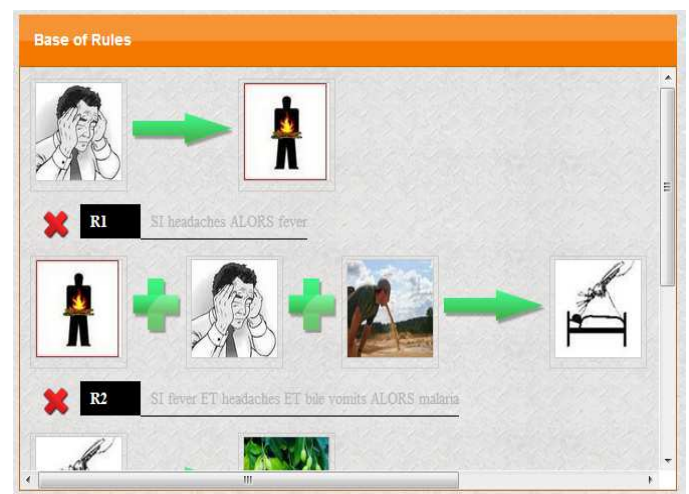 Base of Rules
R1 SI headaches ALORS fever
R2 SI fever ET headaches ET bile vomits ALORS malaria